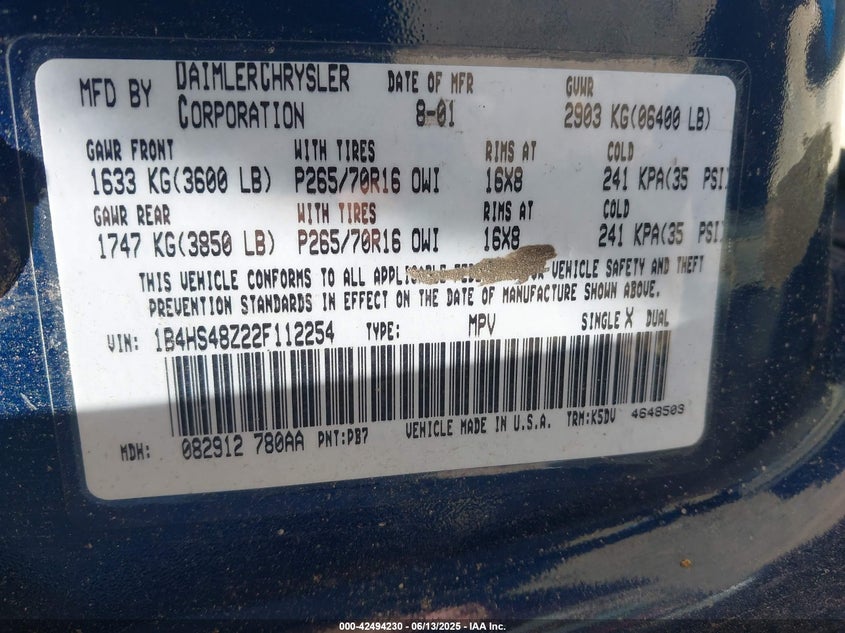 MFD BY DAIMLERCHRYSLER CORPORATION DATE OF MFR 8-01 GVWR 2903 KG(06400 LB)
GAWR FRONT WITH TIRES RIMS AT COLD
1633 KG(3600 LB) P265/70R16 OWI 16X8 241 KPA(35 PSI)
GAWR REAR WITH TIRES RIMS AT COLD
1747 KG(3850 LB) P265/70R16 OWI 16X8 241 KPA(35 PSI
THIS VEHICLE CONFORMS TO ALL VEHICLE SAFETY AND THEFT
PREVENTION STANDARDS IN EFFECT ON THE DATE OF MANUFACTURE SHOWN ABOVE.
VIN: 1B4HS48Z22F112254 TYPE: MPV SINGLE X DUAL
MDH: 082912 780AA PNT:PB7 VEHICLE MADE IN U.S.A. TRM:K5DV 4648503
000-42494230 - 06/13/2025 - IAA Inc.